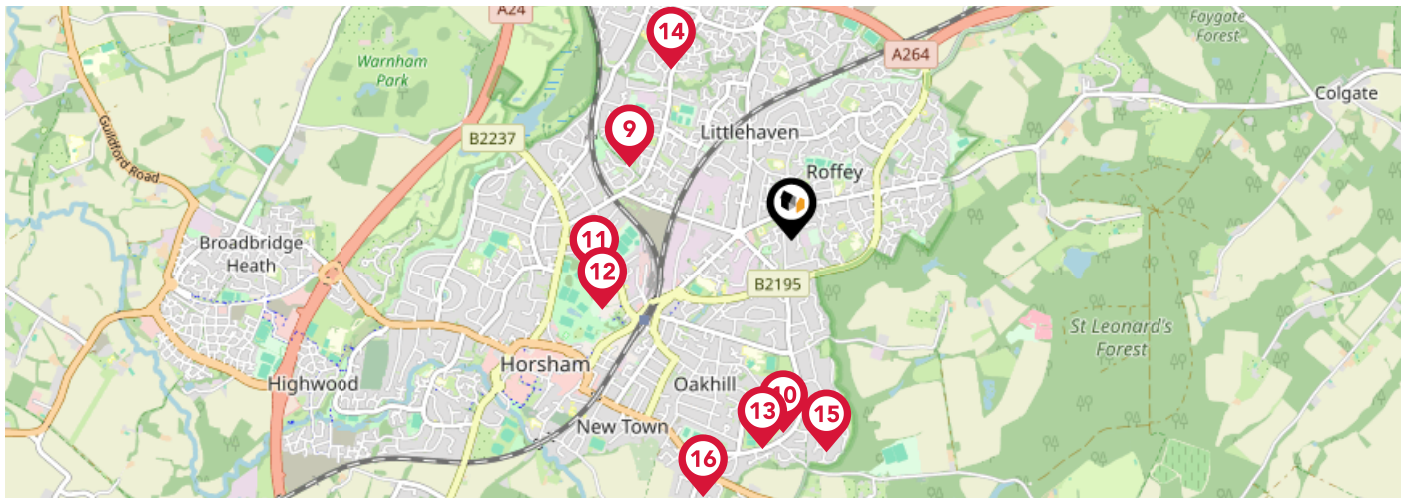 A24
Faygate
Forest
14
A264
Warnham
Park
Colgate
9
Littlehaven
B2237
Guildford Road
Roffey
11
Broadbridge
Heath
12
B2195
St Leonard's
Forest
Horsham
Highwood
Oakhill
10
13
15
New Town
16